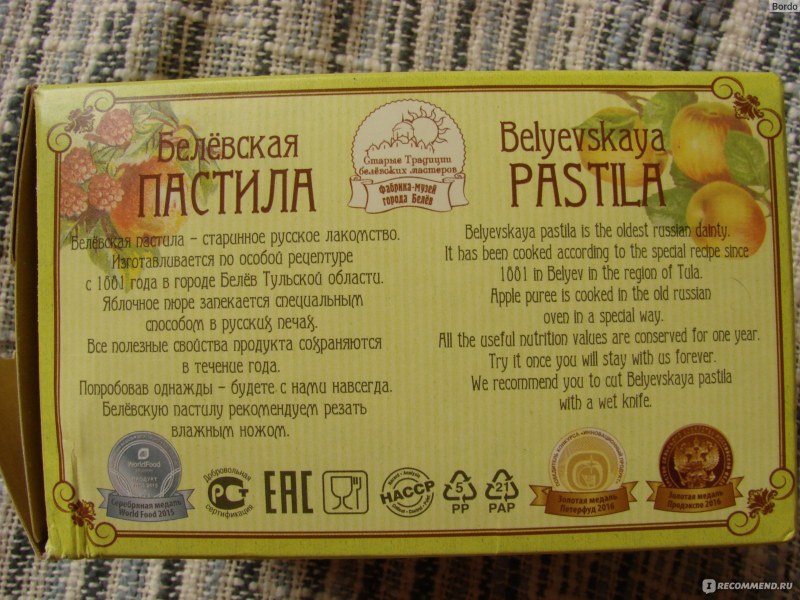 Bordo
Белёвская
ПАСТИЛА
Белёвская пастила – старинное русское лакомство.
Изготавливается по особой рецептуре
с 1881 года в городе Белёв Тульской области.
Яблочное пюре запекается специальным
способом в русских печах.
Все полезные свойства продукта сохраняются
в течение года.
Попробовав однажды – будете с нами навсегда.
Белёвскую пастилу рекомендуем резать
влажным ножом.
Старые Традиции
белёвских мастеров
Фабрика-музей
города Белёв
Belyevskaya
PASTILA
Belyevskaya pastila is the oldest russian dainty.
It has been cooked according to the special recipe since
1881 in Belyev in the region of Tula.
Apple puree is cooked in the old russian
oven in a special way.
All the useful nutrition values are conserved for one year.
Try it once you will stay with us forever.
We recommend you to cut Belyevskaya pastila
with a wet knife.
WorldFood
Серебряная медаль
World Food 2015
Добровольная
сертификация
ЕАС
HACCP
5
PP
21
PAP
Золотая медаль
Петерфуд 2016
Золотая медаль
Продэкспо 2016
IRECOMMEND.RU